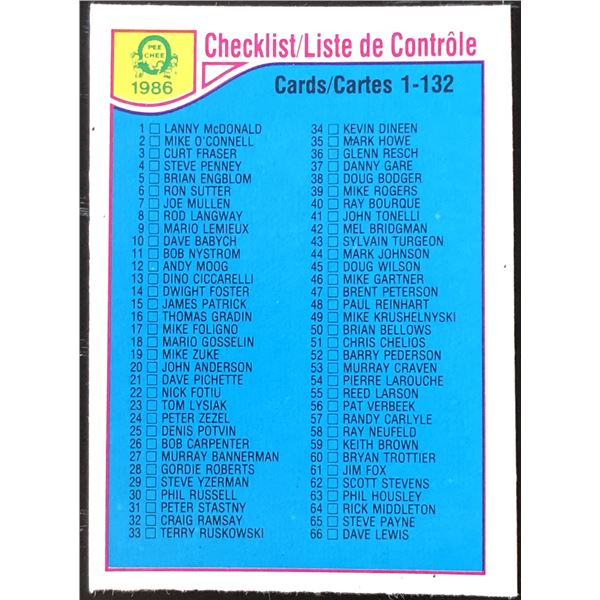 O PEE CHEE
1986
Checklist/Liste de Contrôle
Cards/Cartes 1-132
1 LANNY McDONALD
2 MIKE O'CONNELL
3 CURT FRASER
4 STEVE PENNEY
5 BRIAN ENGBLOM
6 RON SUTTER
7 JOE MULLEN
8 ROD LANGWAY
9 MARIO LEMIEUX
10 DAVE BABYCH
11 BOB NYSTROM
12 ANDY MOOG
13 DINO CICCARELLI
14 DWIGHT FOSTER
15 JAMES PATRICK
16 THOMAS GRADIN
17 MIKE FOLIGNO
18 MARIO GOSSELIN
19 MIKE ZUKE
20 JOHN ANDERSON
21 DAVE PICHETTE
22 NICK FOTIU
23 TOM LYSIAK
24 PETER ZEZEL
25 DENIS POTVIN
26 BOB CARPENTER
27 MURRAY BANNERMAN
28 GORDIE ROBERTS
29 STEVE YZERMAN
30 PHIL RUSSELL
31 PETER STASTNY
32 CRAIG RAMSAY
33 TERRY RUSKOWSKI
34 KEVIN DINEEN
35 MARK HOWE
36 GLENN RESCH
37 DANNY GARE
38 DOUG BODGER
39 MIKE ROGERS
40 RAY BOURQUE
41 JOHN TONELLI
42 MEL BRIDGMAN
43 SYLVAIN TURGEON
44 MARK JOHNSON
45 DOUG WILSON
46 MIKE GARTNER
47 BRENT PETERSON
48 PAUL REINHART
49 MIKE KRUSHELNYSKI
50 BRIAN BELLOWS
51 CHRIS CHELIOS
52 BARRY PEDERSON
53 MURRAY CRAVEN
54 PIERRE LAROUCHE
55 REED LARSON
56 PAT VERBEEK
57 RANDY CARLYLE
58 RAY NEUFELD
59 KEITH BROWN
60 BRYAN TROTTIER
61 JIM FOX
62 SCOTT STEVENS
63 PHIL HOUSLEY
64 RICK MIDDLETON
65 STEVE PAYNE
66 DAVE LEWIS